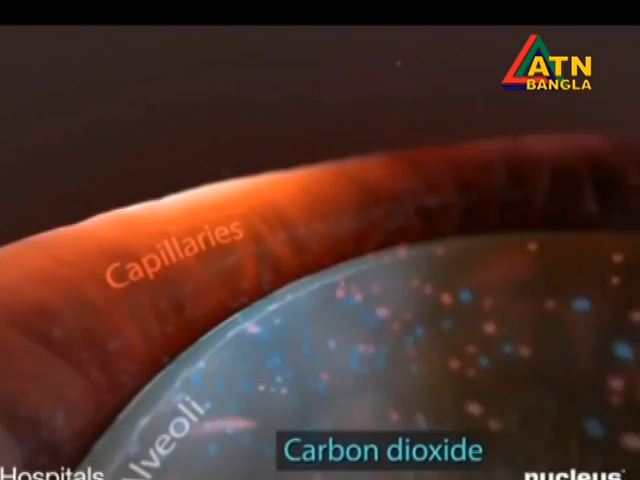 ATN
BANGLA
Capillaries
Alveoli
Carbon dioxide
Hospitals
nucleus